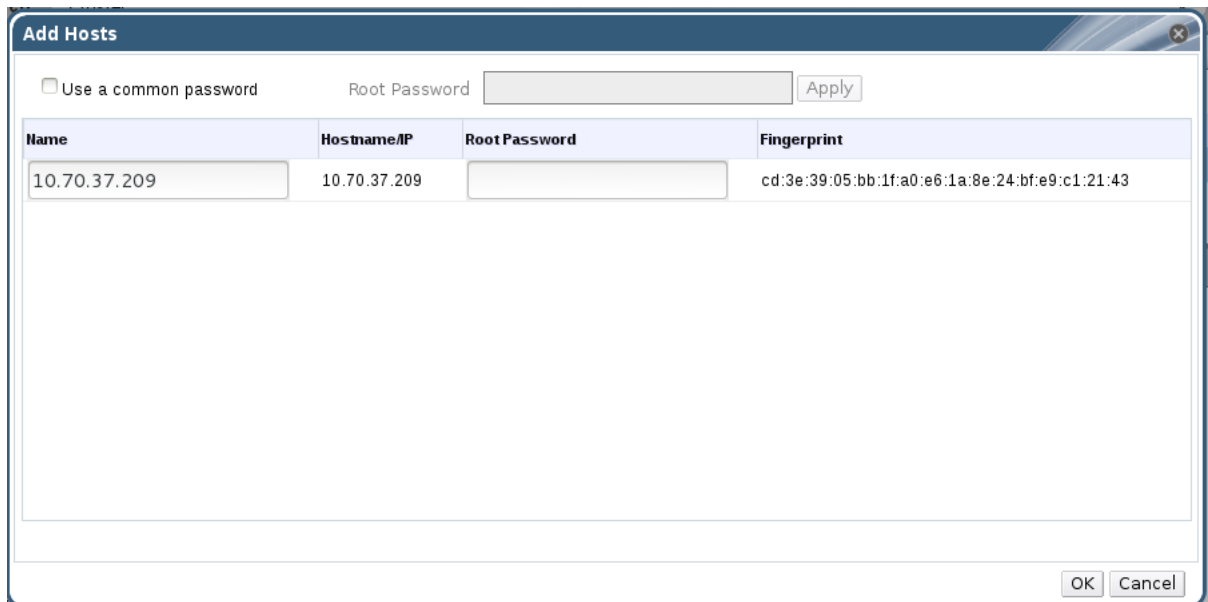 Add Hosts
Use a common password Root Password Apply
Name Hostname/IP Root Password Fingerprint
10.70.37.209 10.70.37.209 cd:3e:39:05:bb:1f:a0:e6:1a:8e:24:bf:e9:c1:21:43
OK Cancel